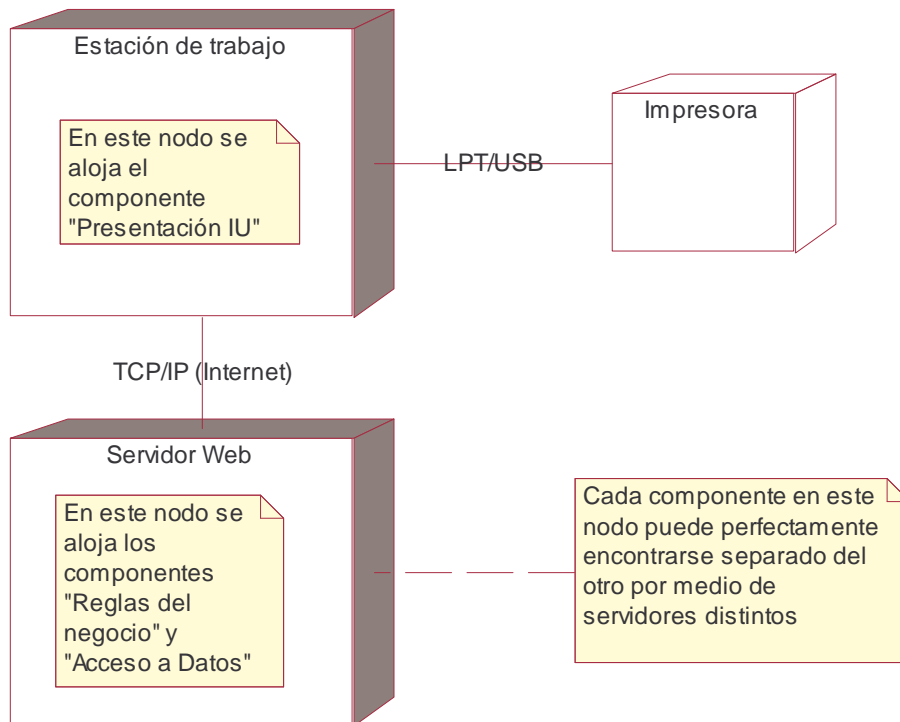 Estación de trabajo
En este nodo se
aloja el
componente
"Presentación IU"
LPT/USB
Impresora
TCP/IP (Internet)
Servidor Web
En este nodo se
aloja los
componentes
"Reglas del
negocio" y
"Acceso a Datos"
Cada componente en este
nodo puede perfectamente
encontrarse separado del
otro por medio de
servidores distintos